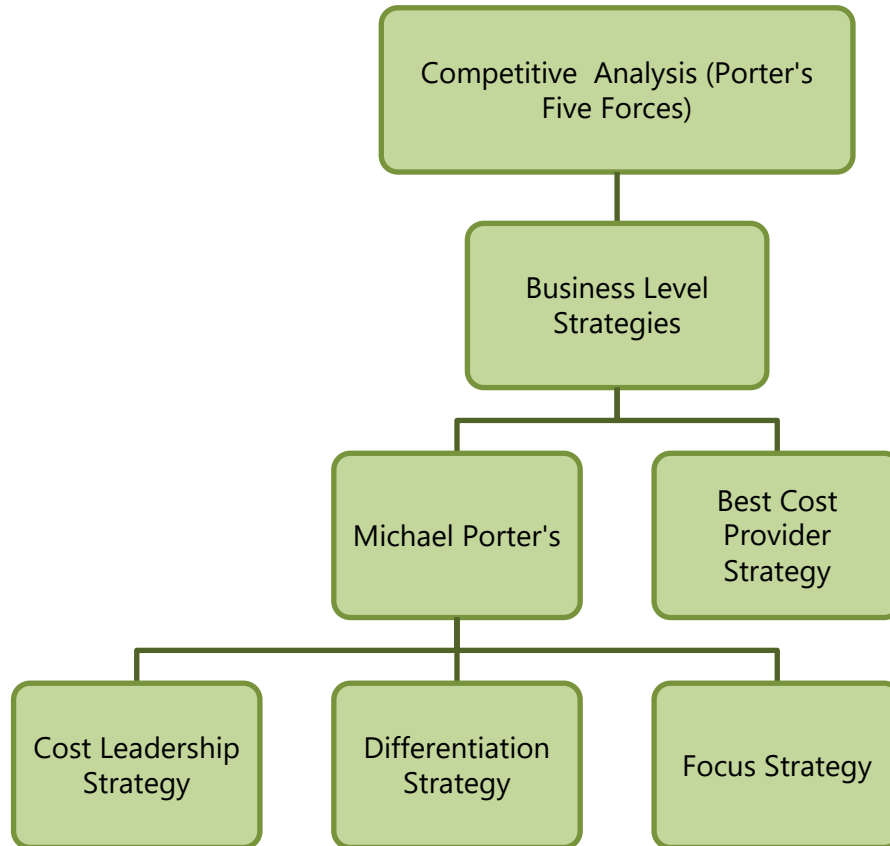 Competitive  Analysis (Porter's
Five Forces)
Business Level
Strategies
Michael Porter's
Best Cost
Provider
Strategy
Cost Leadership
Strategy
Differentiation
Strategy
Focus Strategy